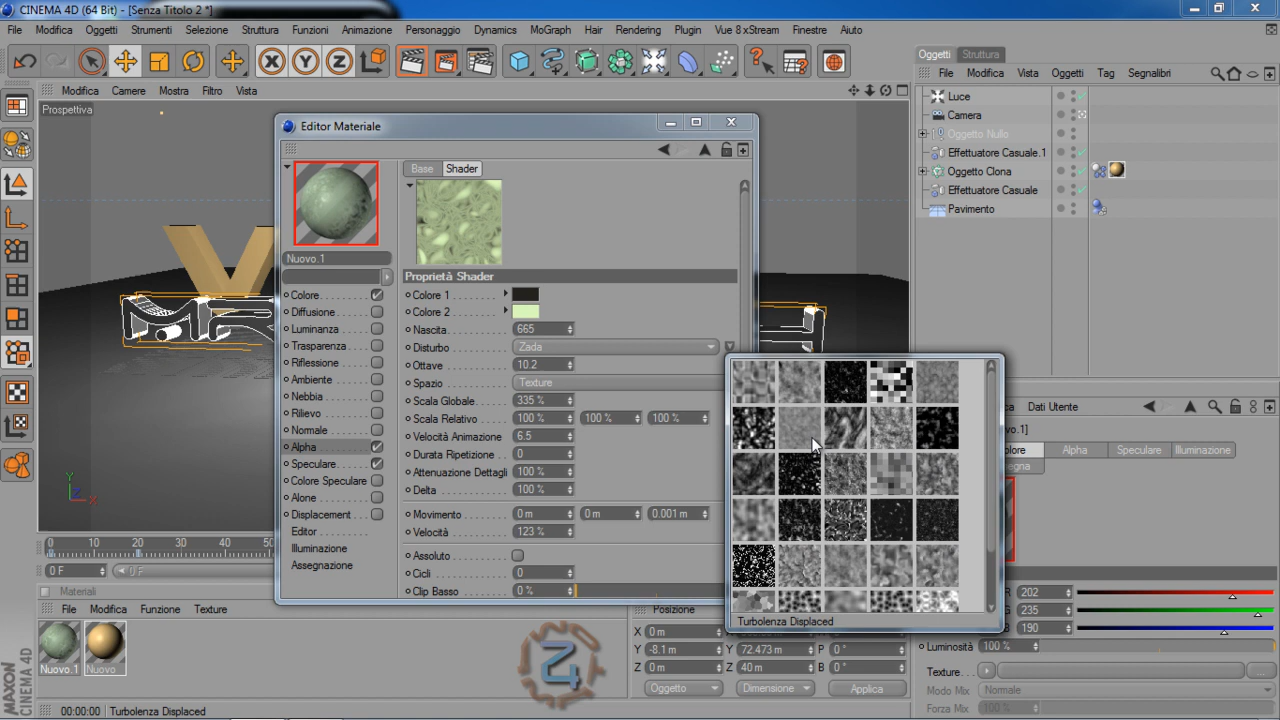 CINEMA 4D (64 Bit) - [Senza Titolo 2 *]
File Modifica Oggetti Strumenti Selezione Struttura Funzioni Animazione Personaggio Dynamics MoGraph Hair Rendering Plugin Vue 8 xStream Finestre Aiuto
Oggetti Struttura
File Modifica Vista Oggetti Tag Segnalibri
Modifica Camere Mostra Filtro Vista
Prospettiva
Luce
Camera
Oggetto Nullo
Effettuatore Casuale.1
Oggetto Clona
Effettuatore Casuale
Pavimento
Editor Materiale
Base Shader
Nuovo.1
Proprietà Shader
Colore
Diffusione
Luminanza
Trasparenza
Riflessione
Ambiente
Nebbia
Rilievo
Normale
Alpha
Speculare
Colore Speculare
Alone
Displacement
Editor
Illuminazione
Assegnazione
Colore 1
Colore 2
Nascita 665
Disturbo Zada
Ottave 10.2
Spazio Texture
Scala Globale 335 %
Scala Relativo 100 % 100 % 100 %
Velocità Animazione 6.5
Durata Ripetizione 0
Attenuazione Dettagli 100 %
Delta 100 %
Movimento 0 m 0 m 0.001 m
Velocità 123 %
Assoluto
Cicli 0
Clip Basso 0 %
Turbolenza Displaced
Dati Utente
Alpha Speculare Illuminazione
R 202
235
190
Luminosità 100 %
Texture
Modo Mix Normale
Forza Mix 100 %
Y
X
0 10 20 30
0 F 0 F
Materiali
File Modifica Funzione Texture
Nuovo.1 Nuovo
Posizione
X 0 m
Y -8.1 m Y 72.473 m P 0 °
Z 0 m Z 40 m B 0 °
Oggetto Dimensione Applica
MAXON
CINEMA 4D
00:00:00 Turbolenza Displaced